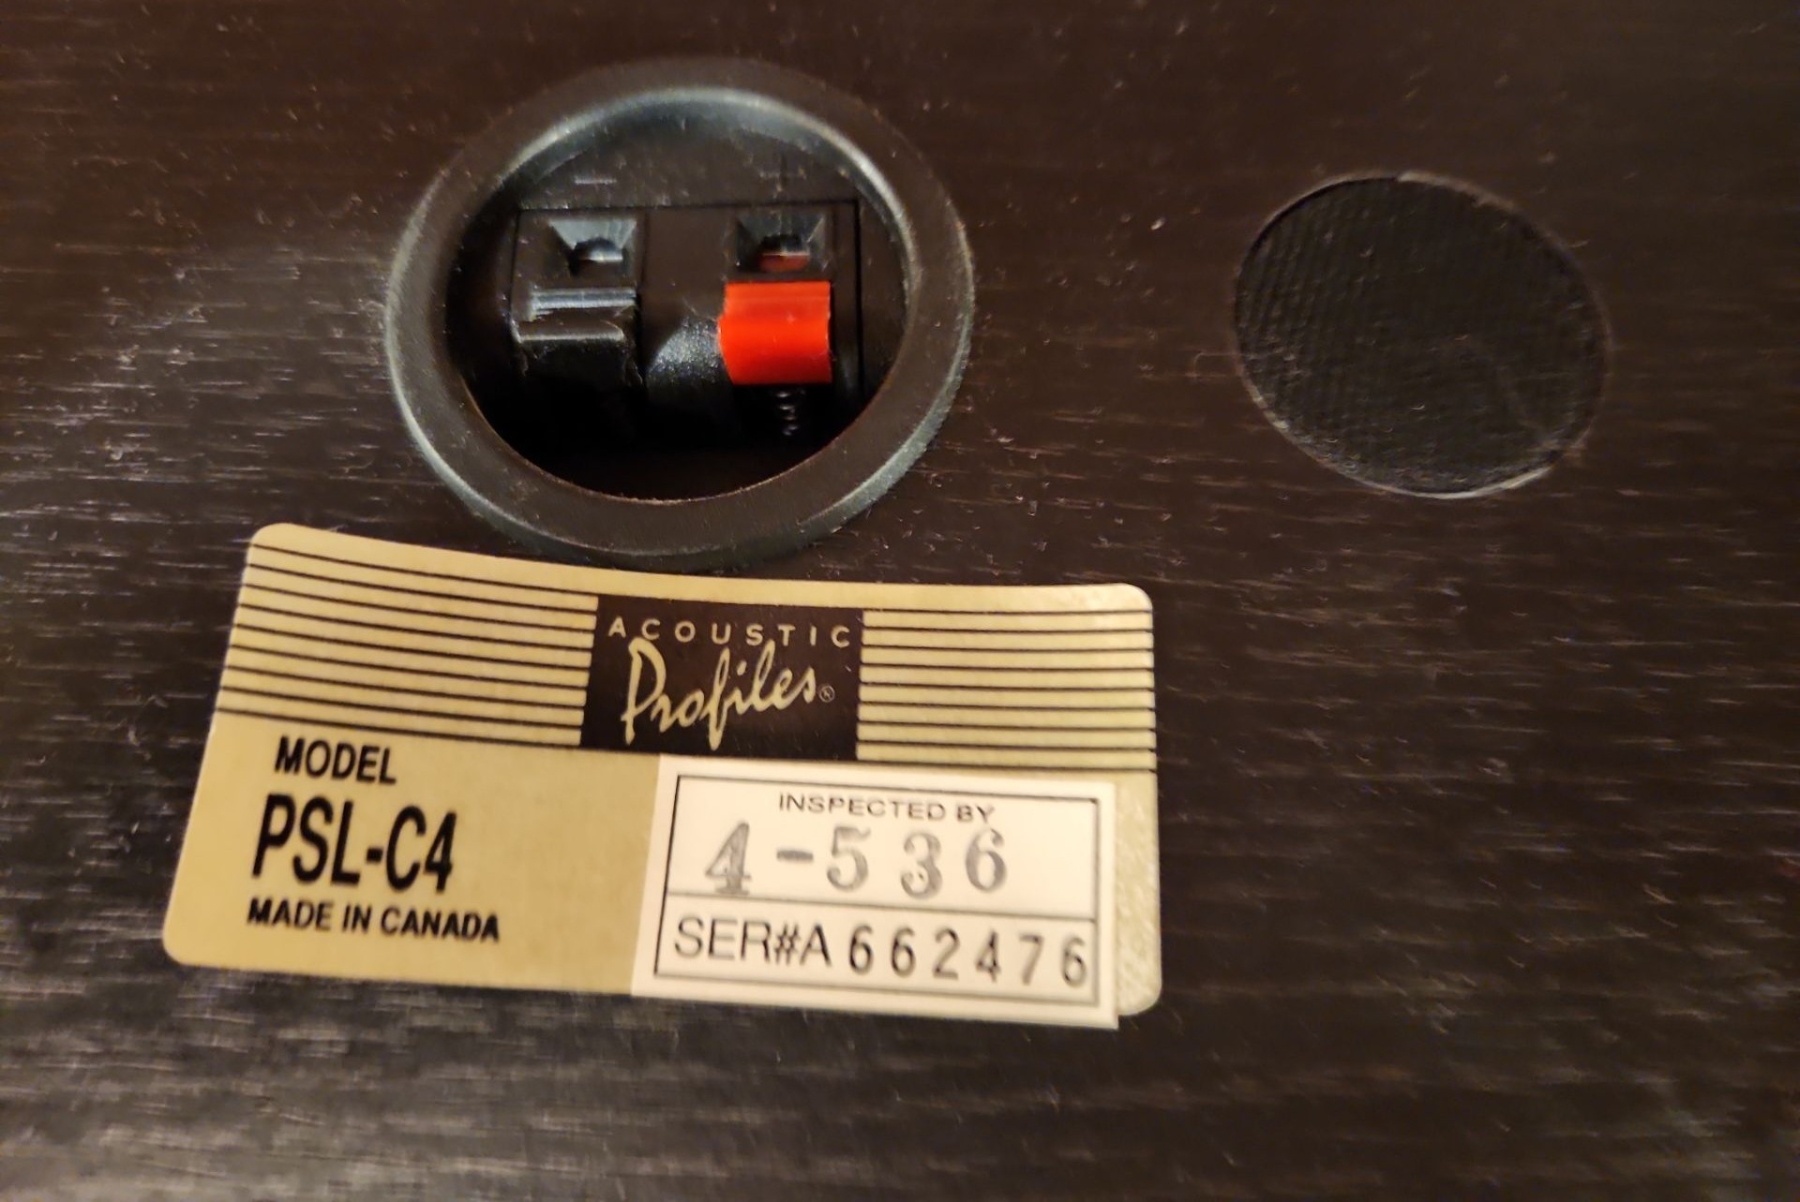 − +
ACOUSTIC
Profiles®
MODEL
PSL-C4
MADE IN CANADA
INSPECTED BY
4-536
SER#A662476